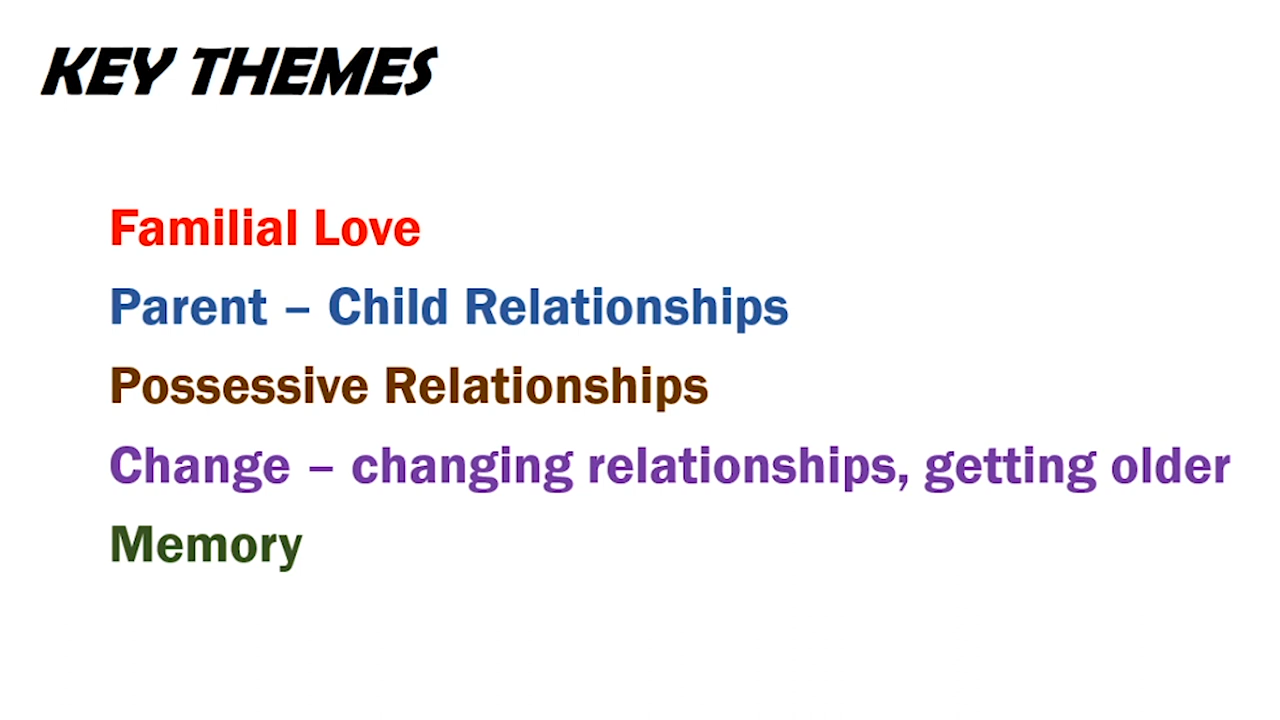 KEY THEMES
Familial Love
Parent – Child Relationships
Possessive Relationships
Change – changing relationships, getting older
Memory